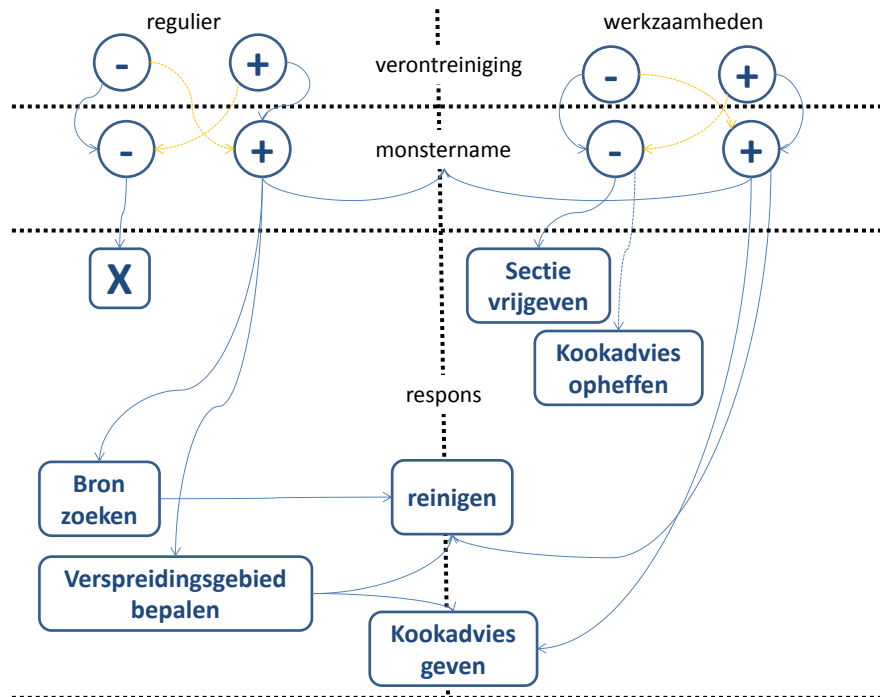 regulier
werkzaamheden
- + - +
verontreiniging
- + - +
monstername
X
Sectie
vrijgeven
Kookadvies
opheffen
respons
Bron
zoeken
reinigen
Verspreidingsgebied
bepalen
Kookadvies
geven